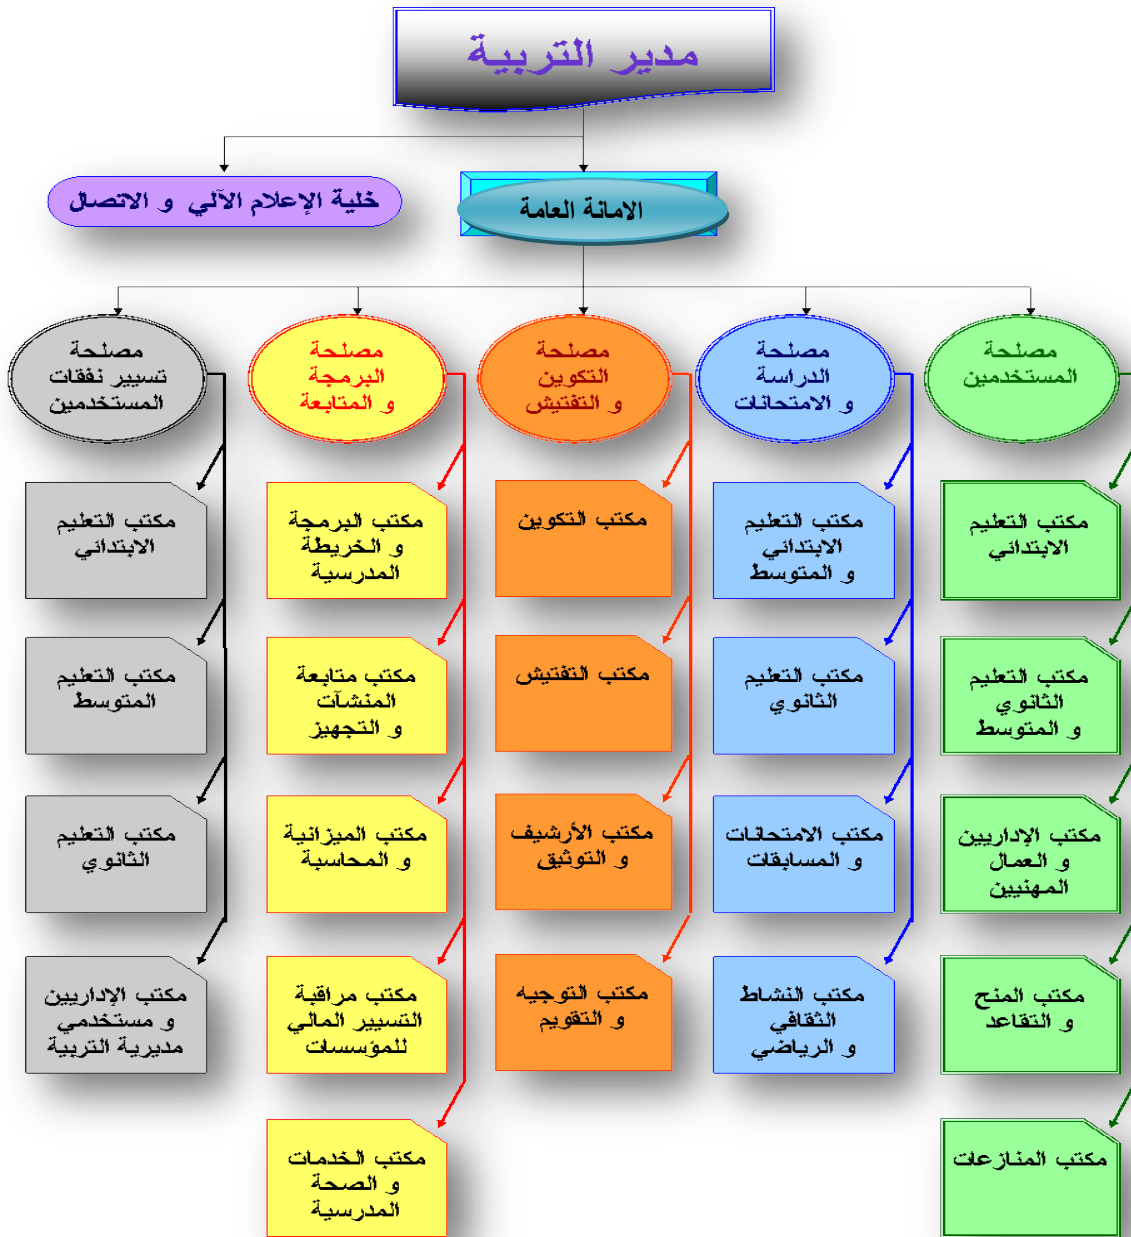 مدير التربية
الامانة العامة
خلية الإعلام الآلي و الاتصال
مصلحة
المستخدمين
مكتب التعليم
الابتدائي
مكتب التعليم
الثانوي
و المتوسط
مكتب الإداريين
و العمال
المهنيين
مكتب المنح
و التقاعد
مكتب المنازعات
مصلحة
الدراسة
و الامتحانات
مكتب التعليم
الابتدائي
و المتوسط
مكتب التعليم
الثانوي
مكتب الامتحانات
و المسابقات
مكتب النشاط
الثقافي
و الرياضي
مصلحة
التكوين
و التفتيش
مكتب التكوين
مكتب التفتيش
مكتب الأرشيف
و التوثيق
مكتب التوجيه
و التقويم
مصلحة
البرمجة
و المتابعة
مكتب البرمجة
و الخريطة
المدرسية
مكتب متابعة
المنشآت
و التجهيز
مكتب الميزانية
و المحاسبة
مكتب مراقبة
التسيير المالي
للمؤسسات
مكتب الخدمات
و الصحة
المدرسية
مصلحة
تسيير نفقات
المستخدمين
مكتب التعليم
الابتدائي
مكتب التعليم
المتوسط
مكتب التعليم
الثانوي
مكتب الإداريين
و مستخدمي
مديرية التربية